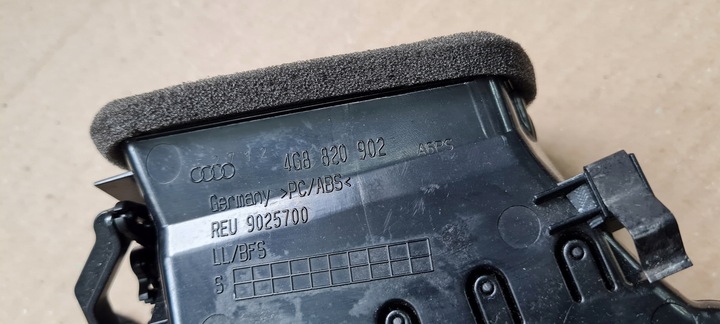 4G8 820 902
Germany >PC/ABS<
REU 9025700
LL/BFS
S